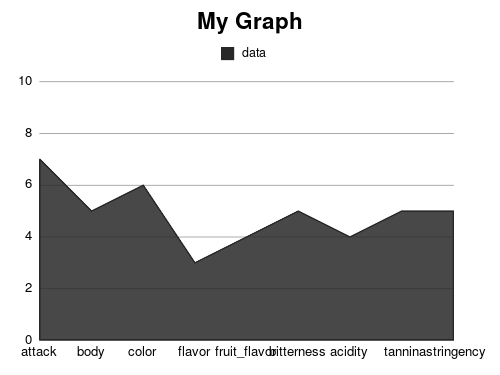 My Graph
data
10
8
6
4
2
0
attack body color flavor fruit_flavor bitterness acidity tannin astringency